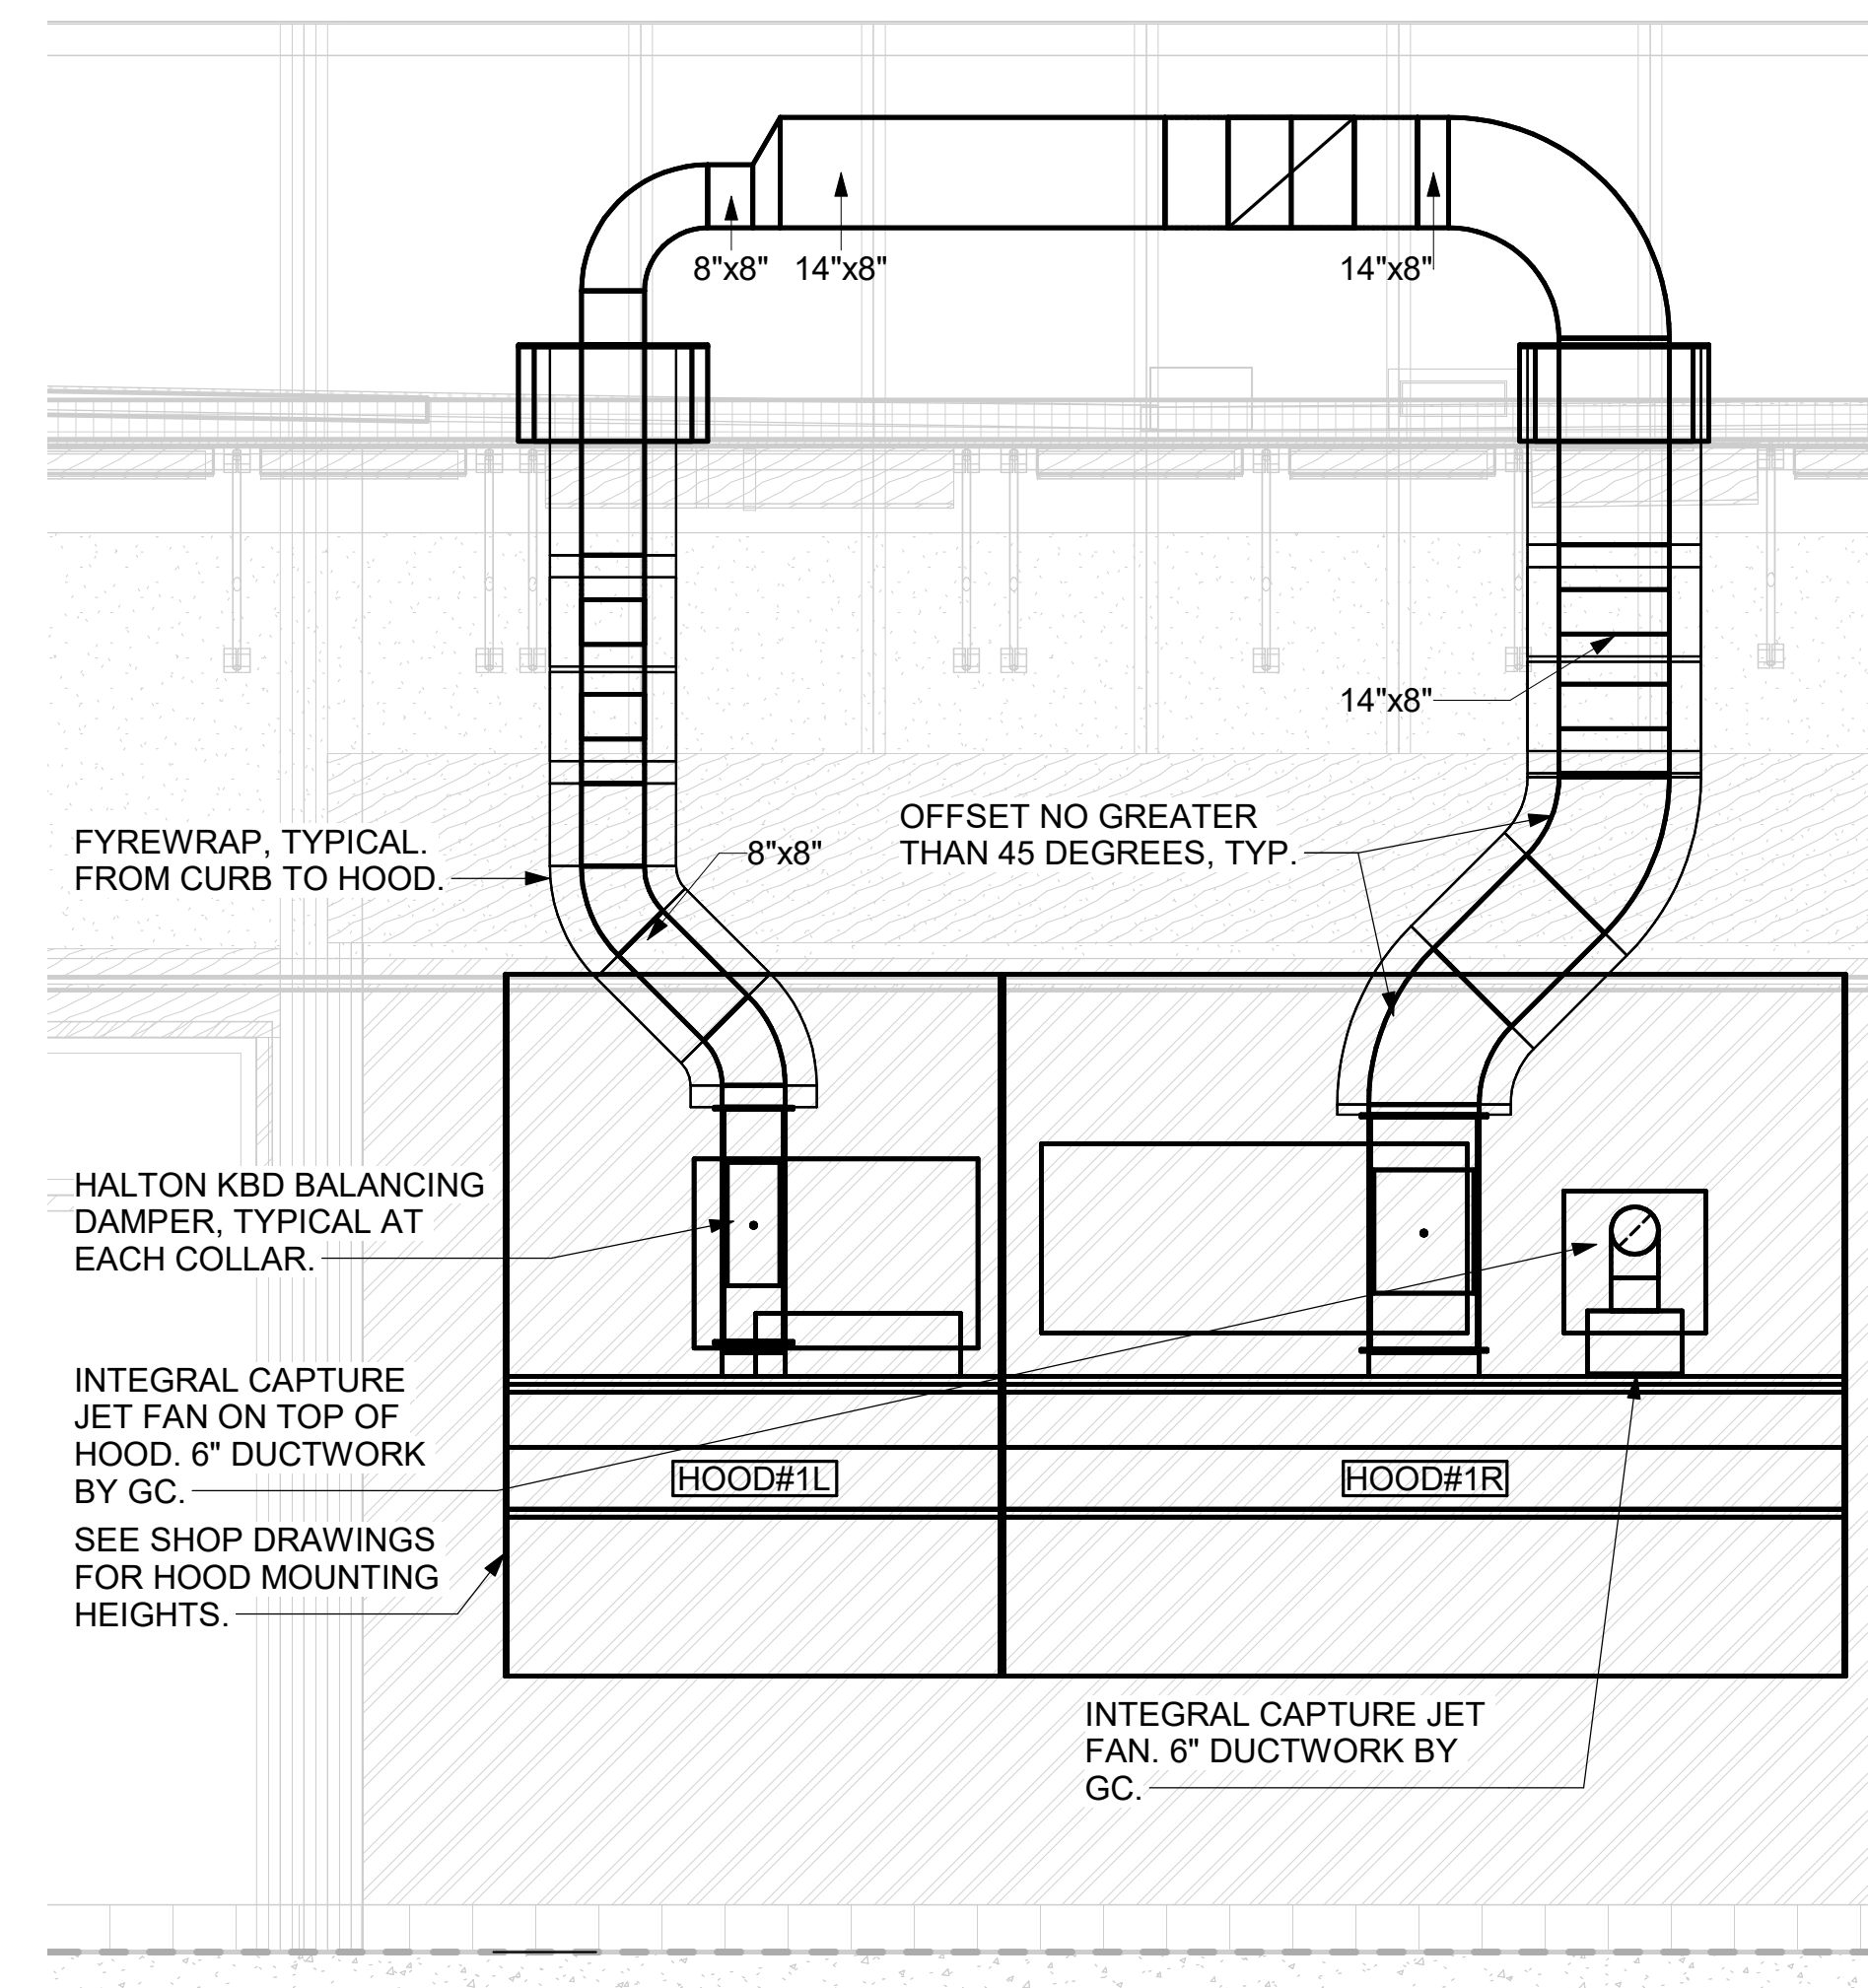 8"x8"
14"x8"
14"x8"
14"x8"
OFFSET NO GREATER
THAN 45 DEGREES, TYP.
FYREWRAP, TYPICAL.
FROM CURB TO HOOD.
8"x8"
HALTON KBD BALANCING
DAMPER, TYPICAL AT
EACH COLLAR.
INTEGRAL CAPTURE
JET FAN ON TOP OF
HOOD. 6" DUCTWORK
BY GC.
HOOD#1L
HOOD#1R
SEE SHOP DRAWINGS
FOR HOOD MOUNTING
HEIGHTS.
INTEGRAL CAPTURE JET
FAN. 6" DUCTWORK BY
GC.